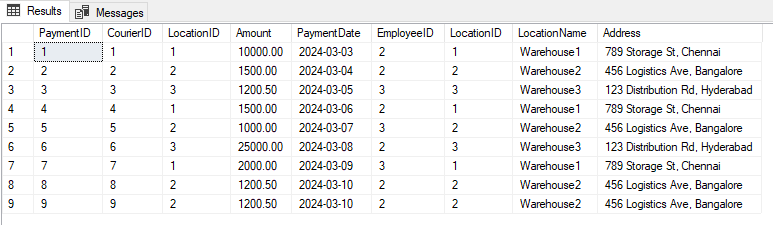 Results Messages
PaymentID CourierID LocationID Amount PaymentDate EmployeeID LocationID LocationName Address
1 1 1 1 10000.00 2024-03-03 2 1 Warehouse1 789 Storage St, Chennai
2 2 2 2 1500.00 2024-03-04 2 2 Warehouse2 456 Logistics Ave, Bangalore
3 3 3 3 1200.50 2024-03-05 3 3 Warehouse3 123 Distribution Rd, Hyderabad
4 4 4 1 1500.00 2024-03-06 2 1 Warehouse1 789 Storage St, Chennai
5 5 5 2 1000.00 2024-03-07 3 2 Warehouse2 456 Logistics Ave, Bangalore
6 6 6 3 25000.00 2024-03-08 2 3 Warehouse3 123 Distribution Rd, Hyderabad
7 7 7 1 2000.00 2024-03-09 3 1 Warehouse1 789 Storage St, Chennai
8 8 8 2 1200.50 2024-03-10 2 2 Warehouse2 456 Logistics Ave, Bangalore
9 9 9 2 1200.50 2024-03-10 2 2 Warehouse2 456 Logistics Ave, Bangalore